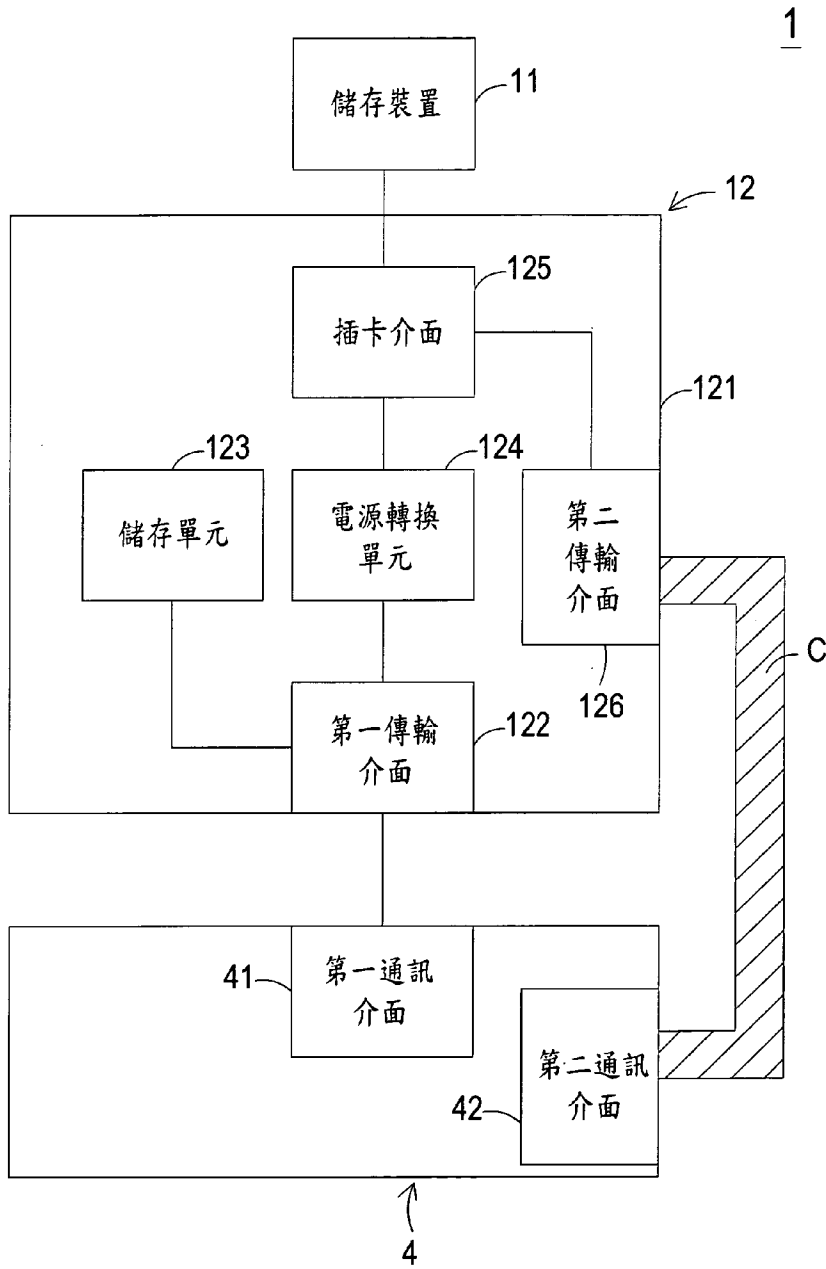 1
儲存裝置
11
12
插卡介面
125
121
123
124
儲存單元
電源轉換
單元
第二
傳輸
介面
126
C
第一傳輸
介面
122
41
第一通訊
介面
第二通訊
介面
42
4